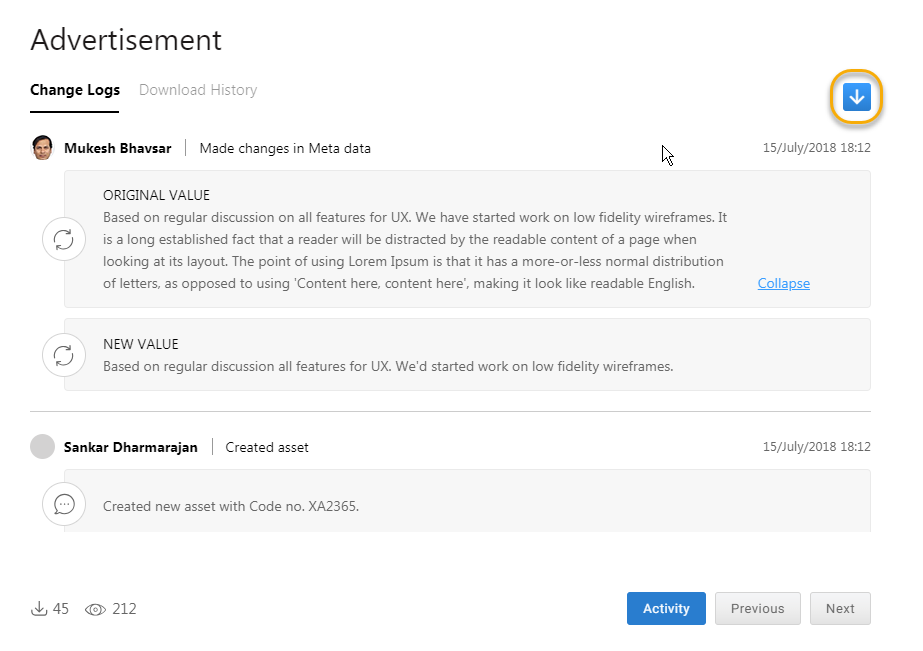 Advertisement
Change Logs Download History
Mukesh Bhavsar Made changes in Meta data 15/July/2018 18:12
ORIGINAL VALUE
Based on regular discussion on all features for UX. We have started work on low fidelity wireframes. It
is a long established fact that a reader will be distracted by the readable content of a page when
looking at its layout. The point of using Lorem Ipsum is that it has a more-or-less normal distribution
of letters, as opposed to using 'Content here, content here', making it look like readable English. Collapse
NEW VALUE
Based on regular discussion all features for UX. We'd started work on low fidelity wireframes.
Sankar Dharmarajan Created asset 15/July/2018 18:12
Created new asset with Code no. XA2365.
45 212 Activity Previous Next